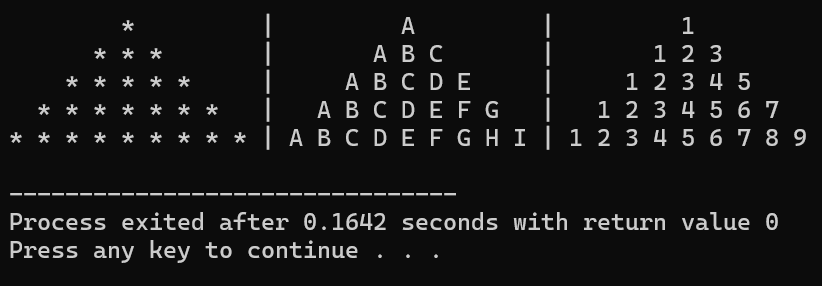 *         |         A         |         1
      * * *       |       A B C       |       1 2 3
    * * * * *     |     A B C D E     |     1 2 3 4 5
  * * * * * * *   |   A B C D E F G   |   1 2 3 4 5 6 7
* * * * * * * * * | A B C D E F G H I | 1 2 3 4 5 6 7 8 9
--------------------------------
Process exited after 0.1642 seconds with return value 0
Press any key to continue . . .